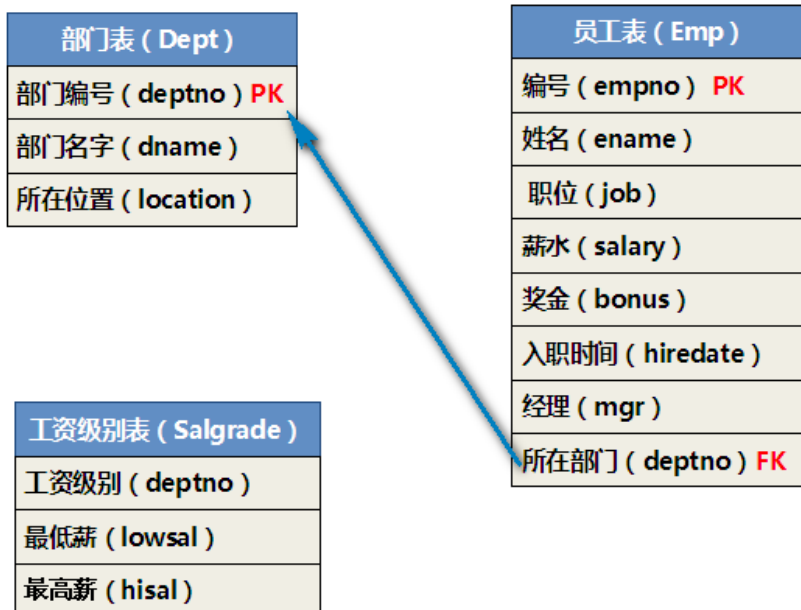 部门表（Dept）
部门编号（deptno）PK
部门名字（dname）
所在位置（location）
员工表（Emp）
编号（empno） PK
姓名（ename）
职位（job）
薪水（salary）
奖金（bonus）
入职时间（hiredate）
经理（mgr）
所在部门（deptno）FK
工资级别表（Salgrade）
工资级别（deptno）
最低薪（lowsal）
最高薪（hisal）